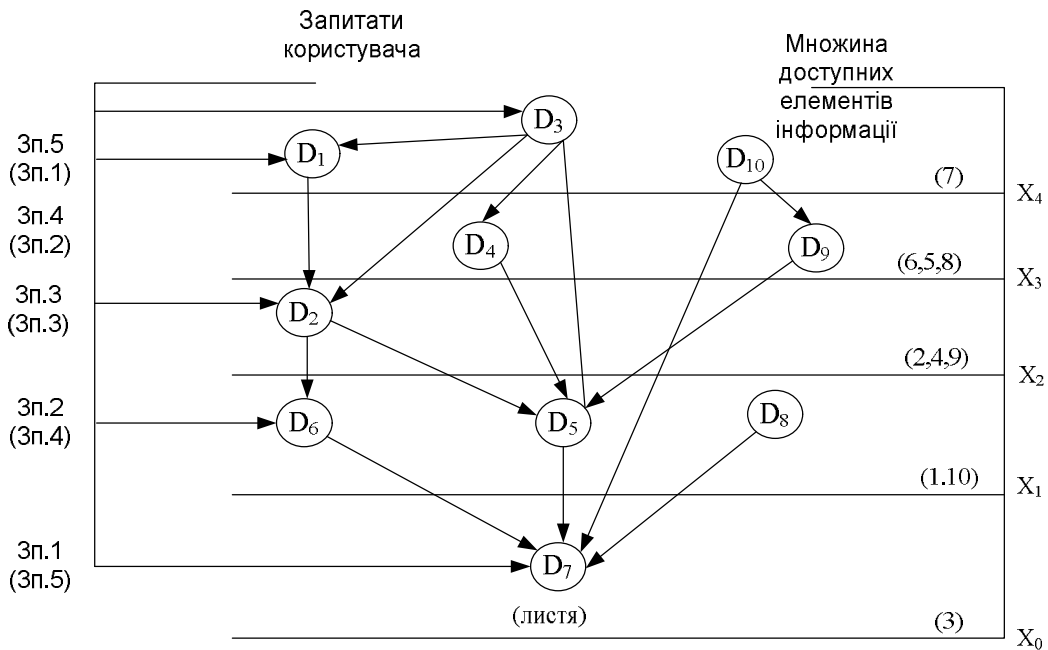 Запитати
користувача
Множина
доступних
елементів
інформації
Зп.5
(Зп.1)
D1
D3
D10
(7)
X4
Зп.4
(Зп.2)
D4
D9
(6,5,8)
X3
Зп.3
(Зп.3)
D2
(2,4,9)
X2
Зп.2
(Зп.4)
D6
D5
D8
(1.10)
X1
Зп.1
(Зп.5)
D7
(листя)
(3)
X0